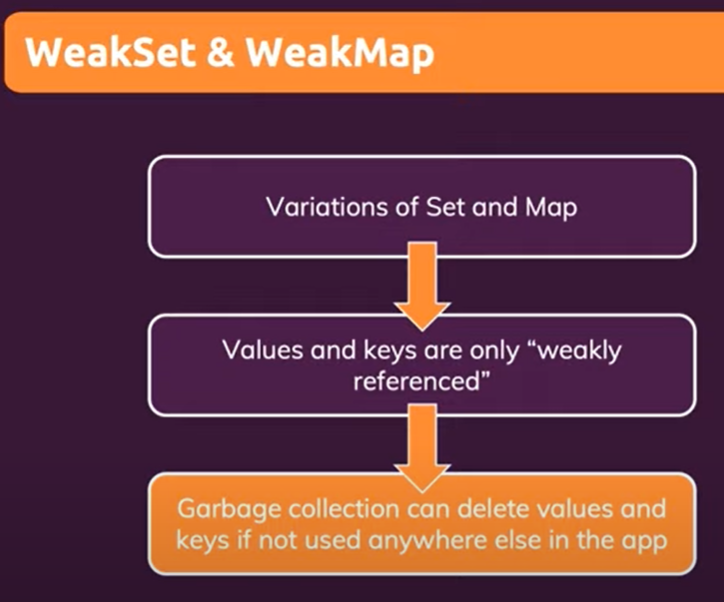 WeakSet & WeakMap
Variations of Set and Map
Values and keys are only “weakly
referenced”
Garbage collection can delete values and
keys if not used anywhere else in the app